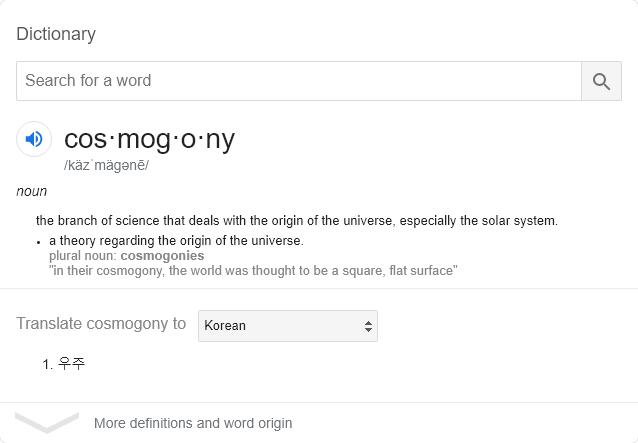 Dictionary
Search for a word
cos·mog·o·ny
/käzˈmäɡənē/
noun
the branch of science that deals with the origin of the universe, especially the solar system.
• a theory regarding the origin of the universe.
plural noun: cosmogonies
"in their cosmogony, the world was thought to be a square, flat surface"
Translate cosmogony to Korean
1. 우주
More definitions and word origin